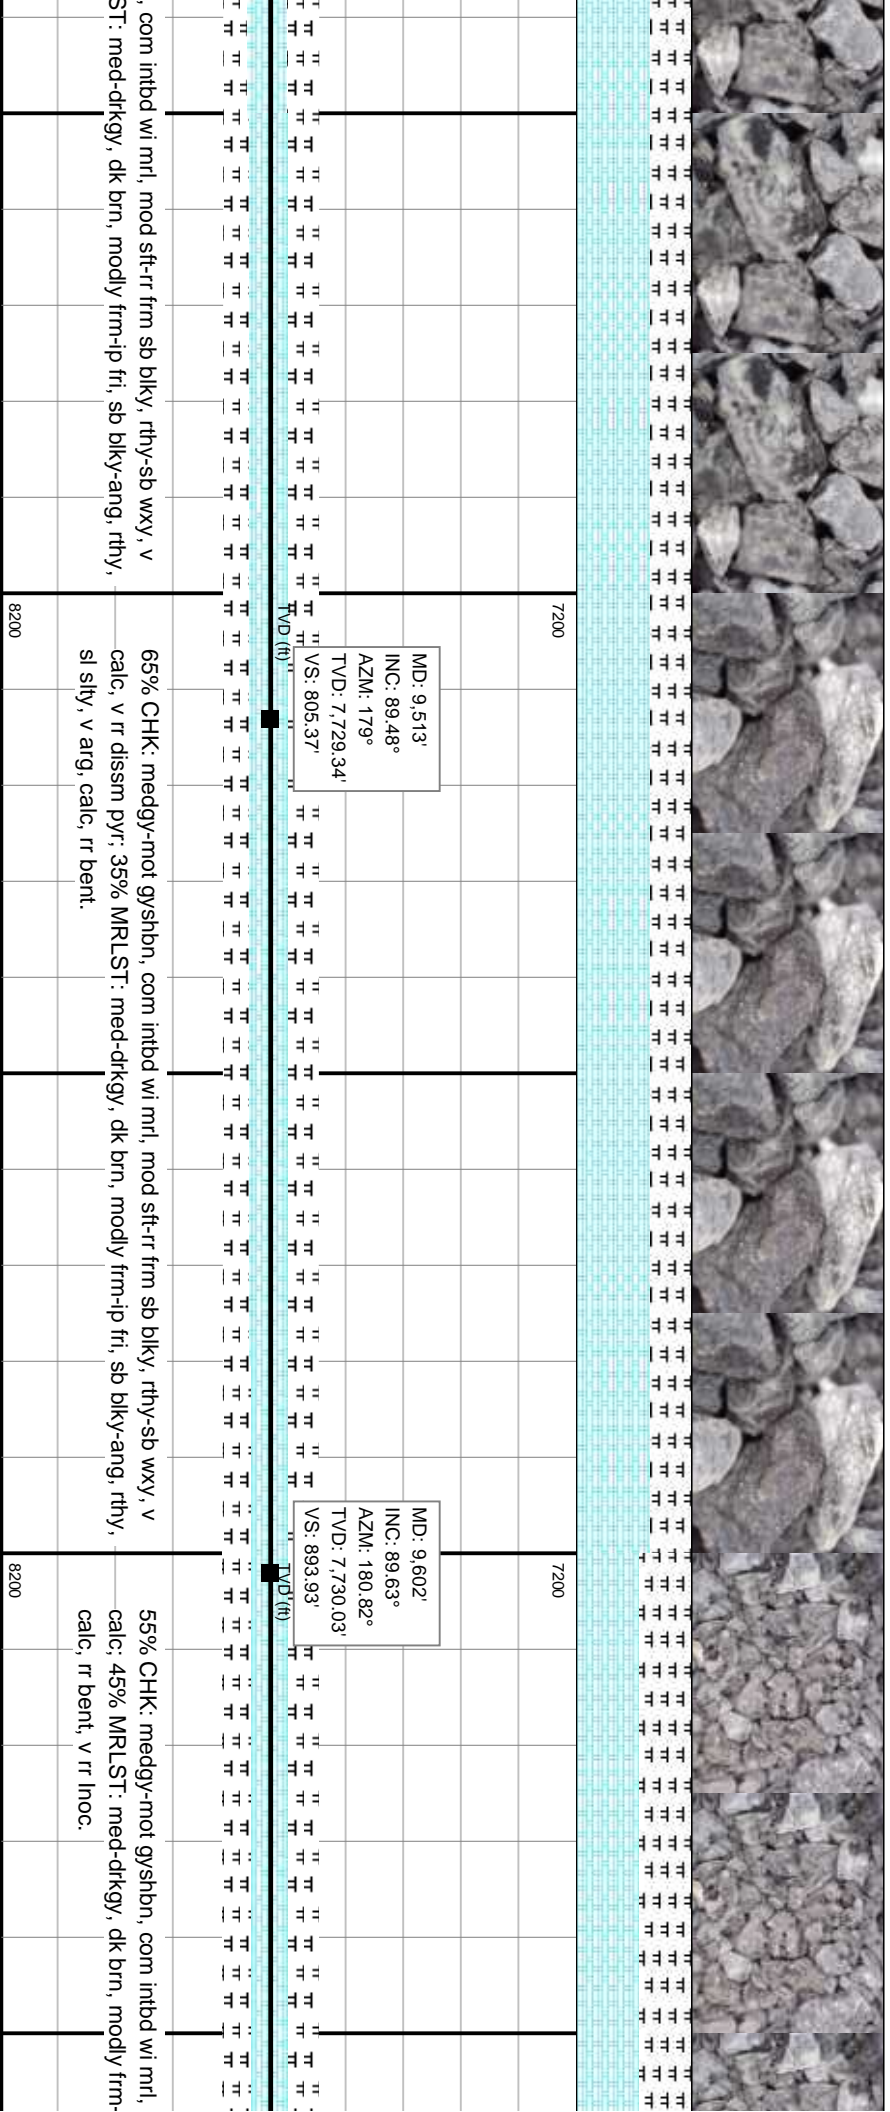 , com intbd wi mrl, mod sft-rr frm sb blky, rthy-sb wxy, v
ST: med-drkgy, dk brn, modly frm-ip fri, sb blky-ang, rthy,
7200
TVD (ft)
8200
MD: 9,513'
INC: 89.48°
AZM: 179°
TVD: 7,729.34'
VS: 805.37'
65% CHK: medgy-mot gyshbn, com intbd wi mrl, mod sft-rr frm sb blky, rthy-sb wxy, v
calc, v rr dissm pyr; 35% MRLST: med-drkgy, dk brn, modly frm-ip fri, sb blky-ang, rthy,
sl slty, v arg, calc, rr bent.
7200
TVD (ft)
8200
MD: 9,602'
INC: 89.63°
AZM: 180.82°
TVD: 7,730.03'
VS: 893.93'
55% CHK: medgy-mot gyshbn, com intbd wi mrl,
calc; 45% MRLST: med-drkgy, dk brn, modly frm-
calc, rr bent, v rr Inoc.